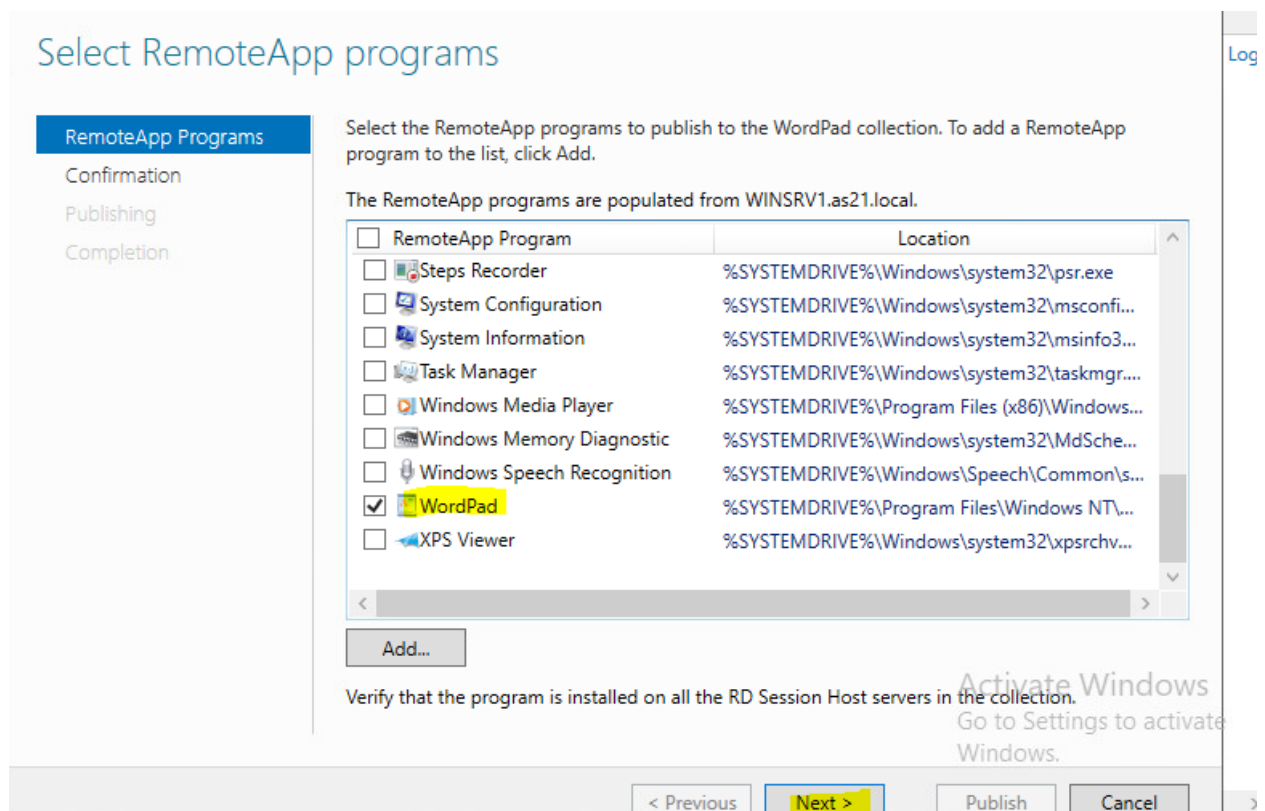 Select RemoteApp programs
Log
RemoteApp Programs
Confirmation
Publishing
Completion
Select the RemoteApp programs to publish to the WordPad collection. To add a RemoteApp
program to the list, click Add.
The RemoteApp programs are populated from WINSRV1.as21.local.
RemoteApp Program Location
Steps Recorder %SYSTEMDRIVE%\Windows\system32\psr.exe
System Configuration %SYSTEMDRIVE%\Windows\system32\msconfi...
System Information %SYSTEMDRIVE%\Windows\system32\msinfo3...
Task Manager %SYSTEMDRIVE%\Windows\system32\taskmgr....
Windows Media Player %SYSTEMDRIVE%\Program Files (x86)\Windows...
Windows Memory Diagnostic %SYSTEMDRIVE%\Windows\system32\MdSche...
Windows Speech Recognition %SYSTEMDRIVE%\Windows\Speech\Common\s...
WordPad %SYSTEMDRIVE%\Program Files\Windows NT\...
XPS Viewer %SYSTEMDRIVE%\Windows\system32\xpsrchv...
Add...
Verify that the program is installed on all the RD Session Host servers in the collection.
Activate Windows
Go to Settings to activate
Windows.
< Previous Next > Publish Cancel